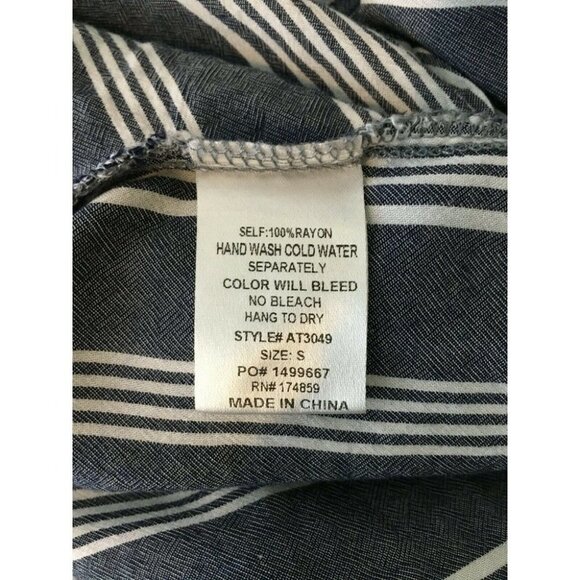 SELF:100%RAYON
HAND WASH COLD WATER
SEPARATELY
COLOR WILL BLEED
NO BLEACH
HANG TO DRY
STYLE# AT3049
SIZE: S
PO# 1499667
RN# 174859
MADE IN CHINA